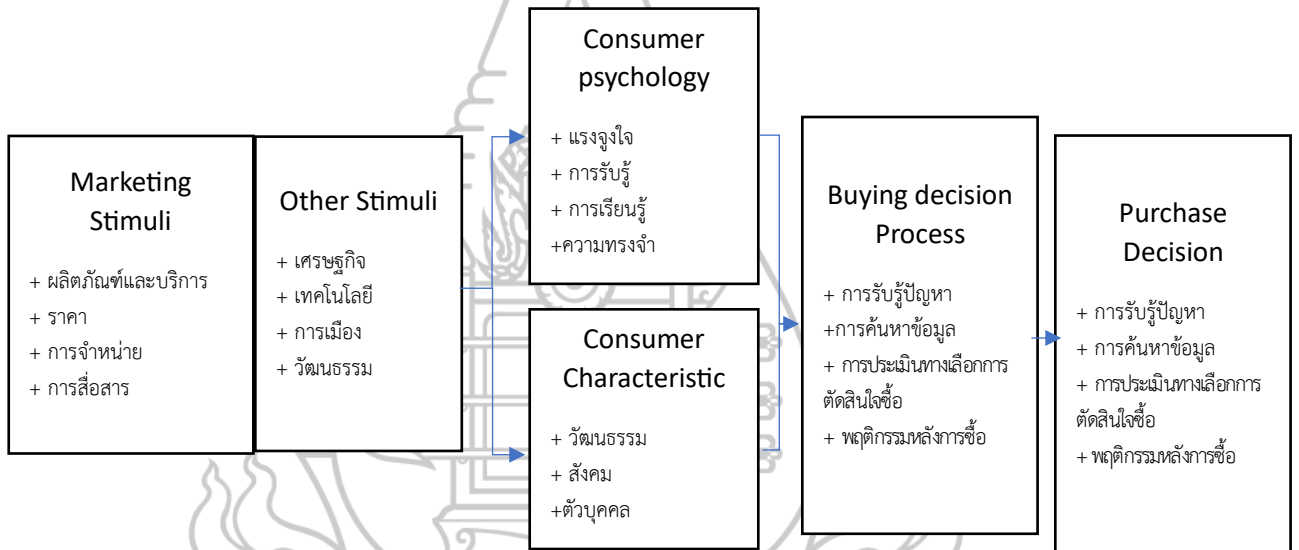 Marketing
Stimuli
+ ผลิตภัณฑ์และบริการ
+ ราคา
+ การจำหน่าย
+ การสื่อสาร
Other Stimuli
+ เศรษฐกิจ
+ เทคโนโลยี
+ การเมือง
+ วัฒนธรรม
Consumer
psychology
+ แรงจูงใจ
+ การรับรู้
+ การเรียนรู้
+ความทรงจำ
Consumer
Characteristic
+ วัฒนธรรม
+ สังคม
+ตัวบุคคล
Buying decision
Process
+ การรับรู้ปัญหา
+การค้นหาข้อมูล
+ การประเมินทางเลือกการ
ตัดสินใจซื้อ
+ พฤติกรรมหลังการซื้อ
Purchase
Decision
+ การรับรู้ปัญหา
+ การค้นหาข้อมูล
+ การประเมินทางเลือกการ
ตัดสินใจซื้อ
+ พฤติกรรมหลังการซื้อ